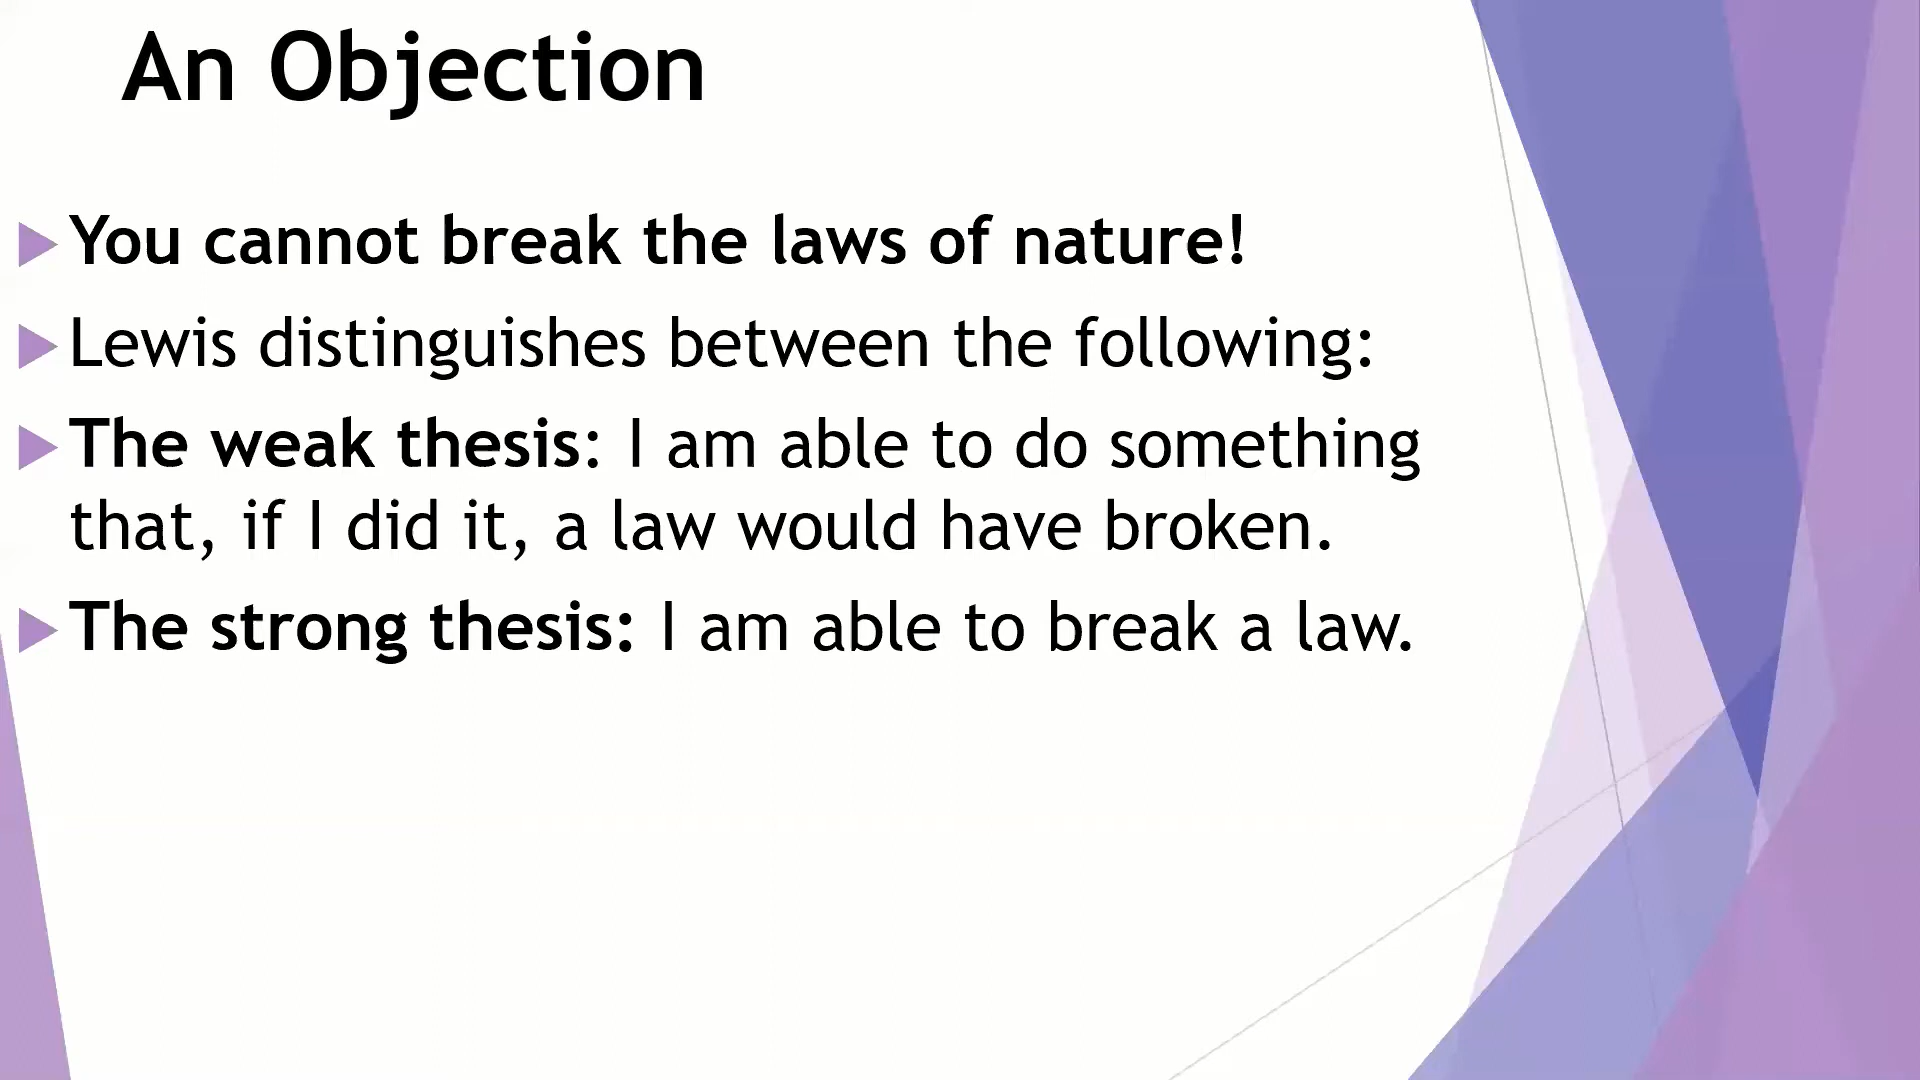 An Objection
You cannot break the laws of nature!
Lewis distinguishes between the following:
The weak thesis: I am able to do something
that, if I did it, a law would have broken.
The strong thesis: I am able to break a law.